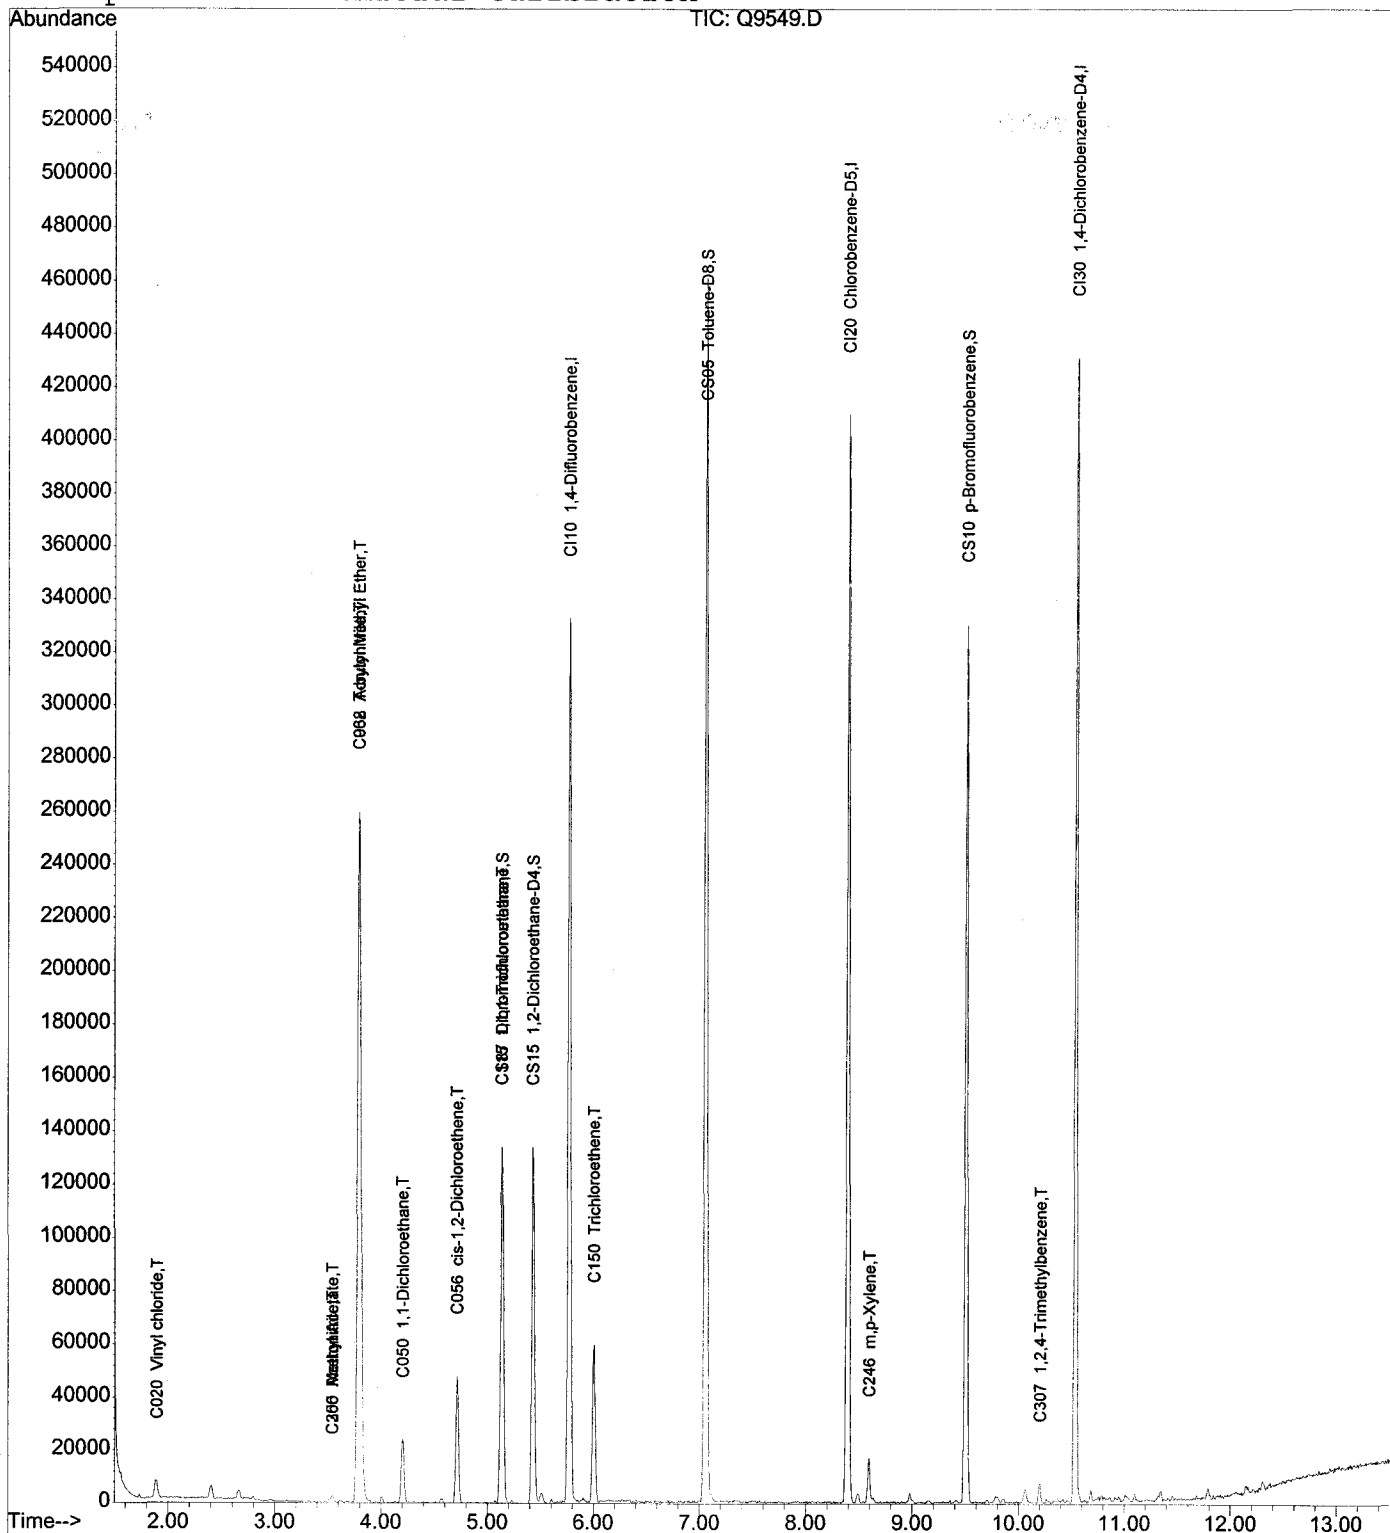 Abundance
TIC: Q9549.D
540000
520000
500000
480000
460000
440000
420000
400000
380000
360000
340000
320000
300000
280000
260000
240000
220000
200000
180000
160000
140000
120000
100000
80000
60000
40000
20000
0
C020 Vinyl chloride,T
Ether,T
C050 1,1-Dichloroethane,T
C056 cis-1,2-Dichloroethene,T
CS15 1,2-Dichloroethane-D4,S
CI10 1,4-Difluorobenzene,I
C150 Trichloroethene,T
CS05 Toluene-D8,S
CI20 Chlorobenzene-D5,I
C246 m,p-Xylene,T
CS10 p-Bromofluorobenzene,S
C307 1,2,4-Trimethylbenzene,T
CI30 1,4-Dichlorobenzene-D4,I
Time-->
2.00 3.00 4.00 5.00 6.00 7.00 8.00 9.00 10.00 11.00 12.00 13.00